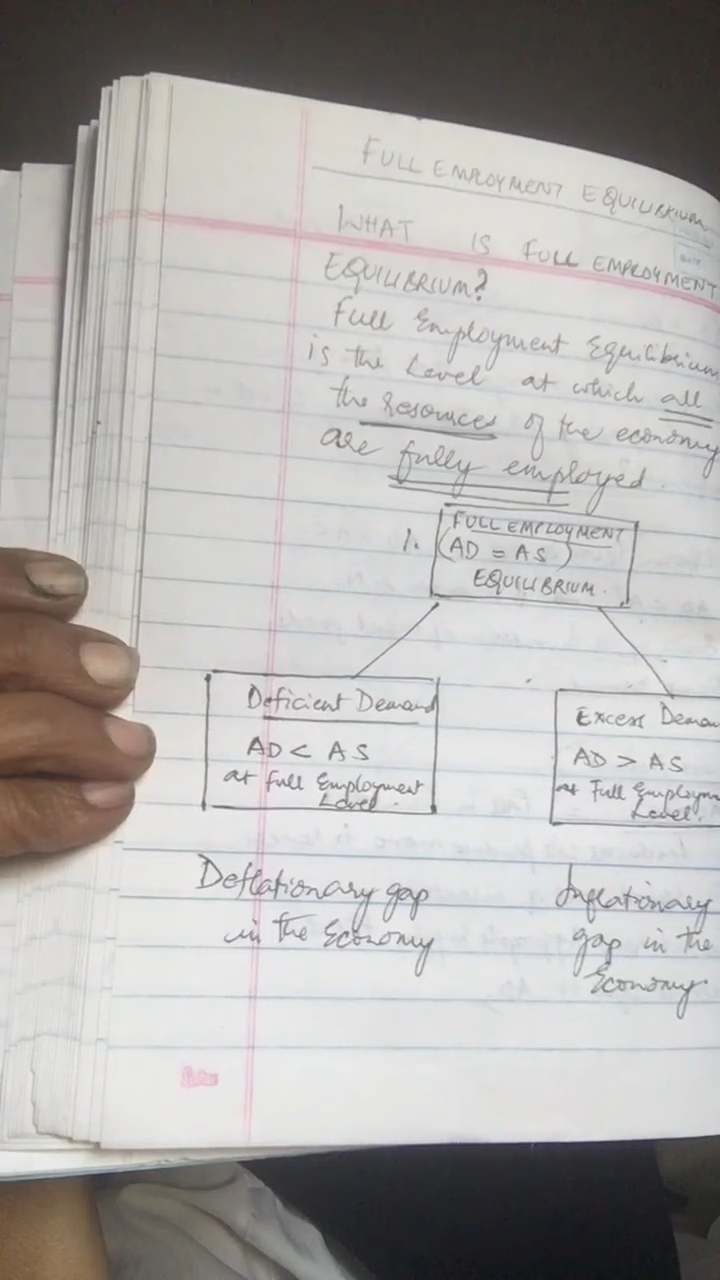 FULL EMPLOYMENT EQUILIBRIUM
WHAT IS FULL EMPLOYMENT
EQUILIBRIUM?
Full Employment Equilibrium
is the Level at which all
the resources of the economy
are fully employed.
1. FULL EMPLOYMENT
(AD = AS)
EQUILIBRIUM.
Deficient Demand
AD < AS
at Full Employment
Level.
Excess Deman
AD > AS
at Full Employm
Level.
Deflationary gap
in the Economy
Inflationary
gap in the
Economy